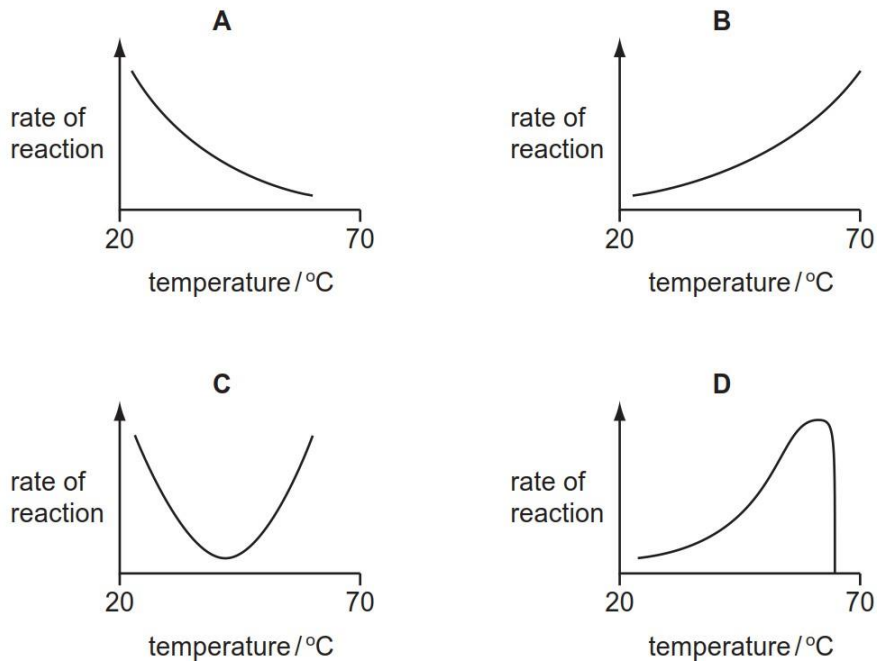 A
rate of
reaction
20
70
temperature / °C
B
rate of
reaction
20
70
temperature / °C
C
rate of
reaction
20
70
temperature / °C
D
rate of
reaction
20
70
temperature / °C